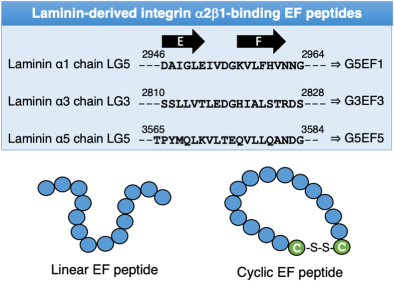 Laminin-derived integrin α2β1-binding EF peptides
E F
2946 2964
Laminin α1 chain LG5 ---DAIGLEIVDGKVLFHVNNG--- ⇒ G5EF1
2810 2828
Laminin α3 chain LG3 ---SSLLVTLEDGHIALSTRDS--- ⇒ G3EF3
3565 3584
Laminin α5 chain LG5 ---TPYMQLKVLTEQVLLQANDG--- ⇒ G5EF5
C -S-S- C
Linear EF peptide Cyclic EF peptide